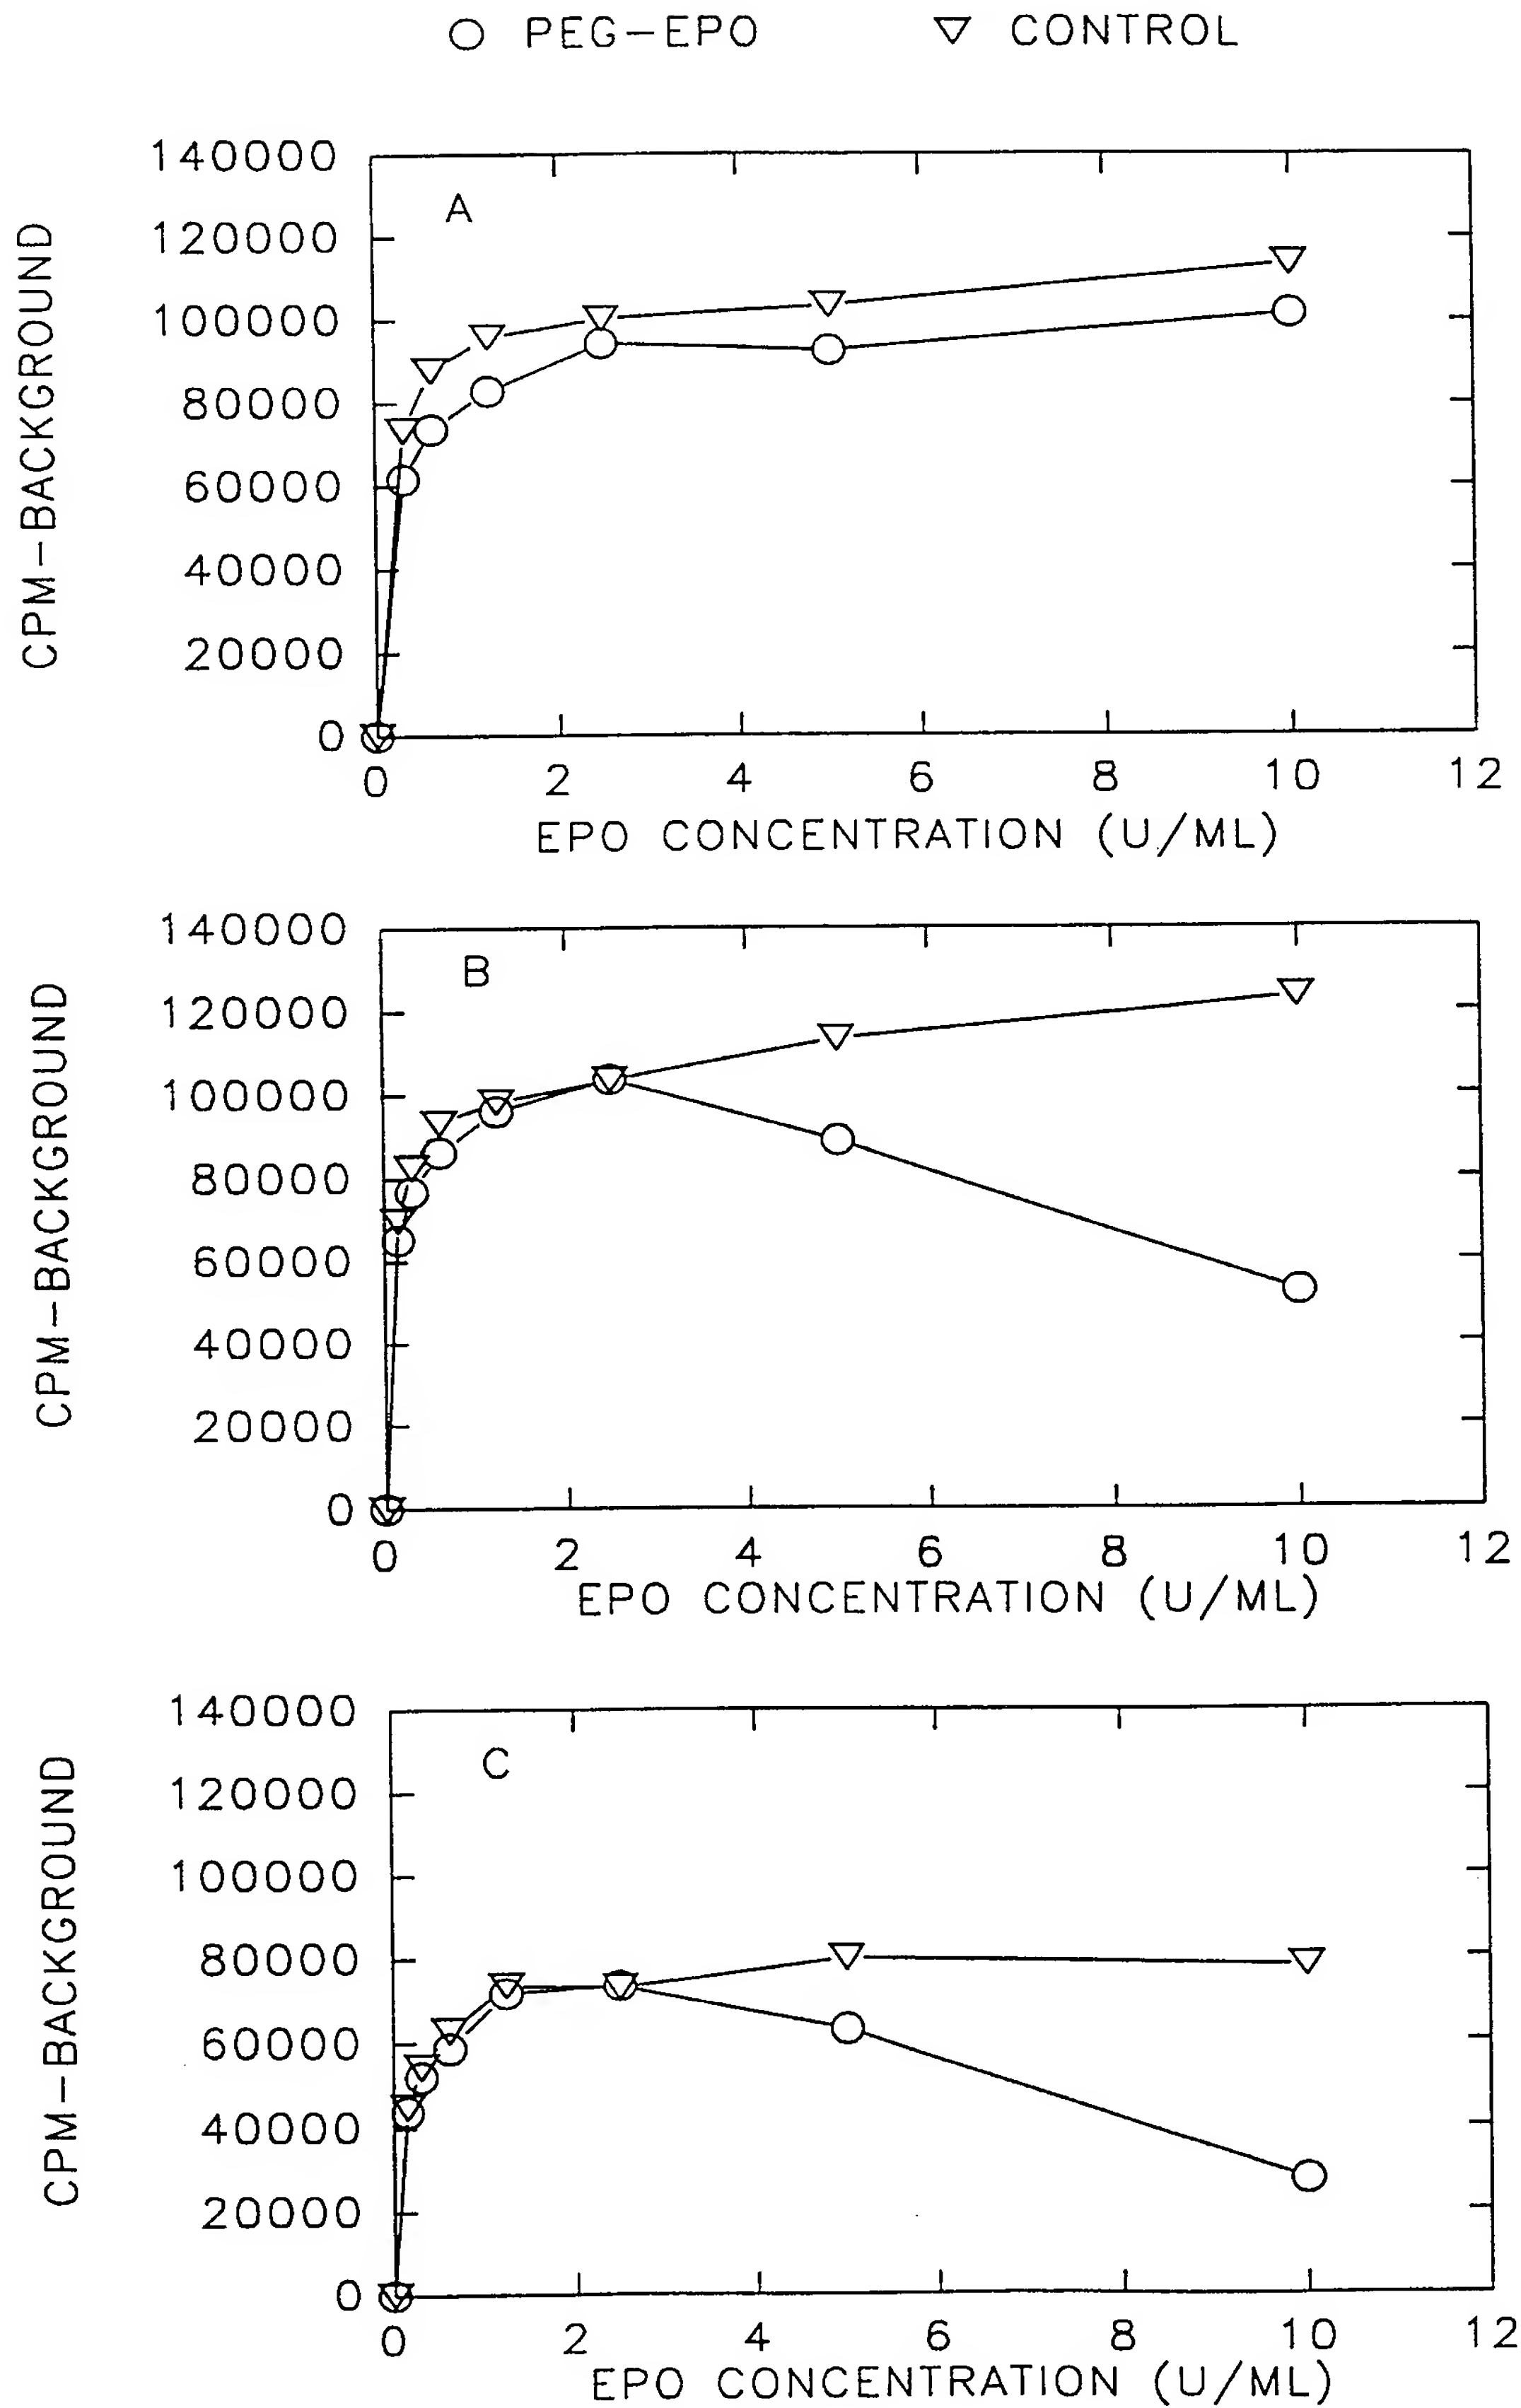 ○ PEG-EPO ▽ CONTROL
140000
A
120000
100000
80000
60000
40000
20000
0
CPM-BACKGROUND
0 2 4 6 8 10 12
EPO CONCENTRATION (U/ML)
140000
B
120000
100000
80000
60000
40000
20000
0
CPM-BACKGROUND
0 2 4 6 8 10 12
EPO CONCENTRATION (U/ML)
140000
C
120000
100000
80000
60000
40000
20000
0
CPM-BACKGROUND
0 2 4 6 8 10 12
EPO CONCENTRATION (U/ML)